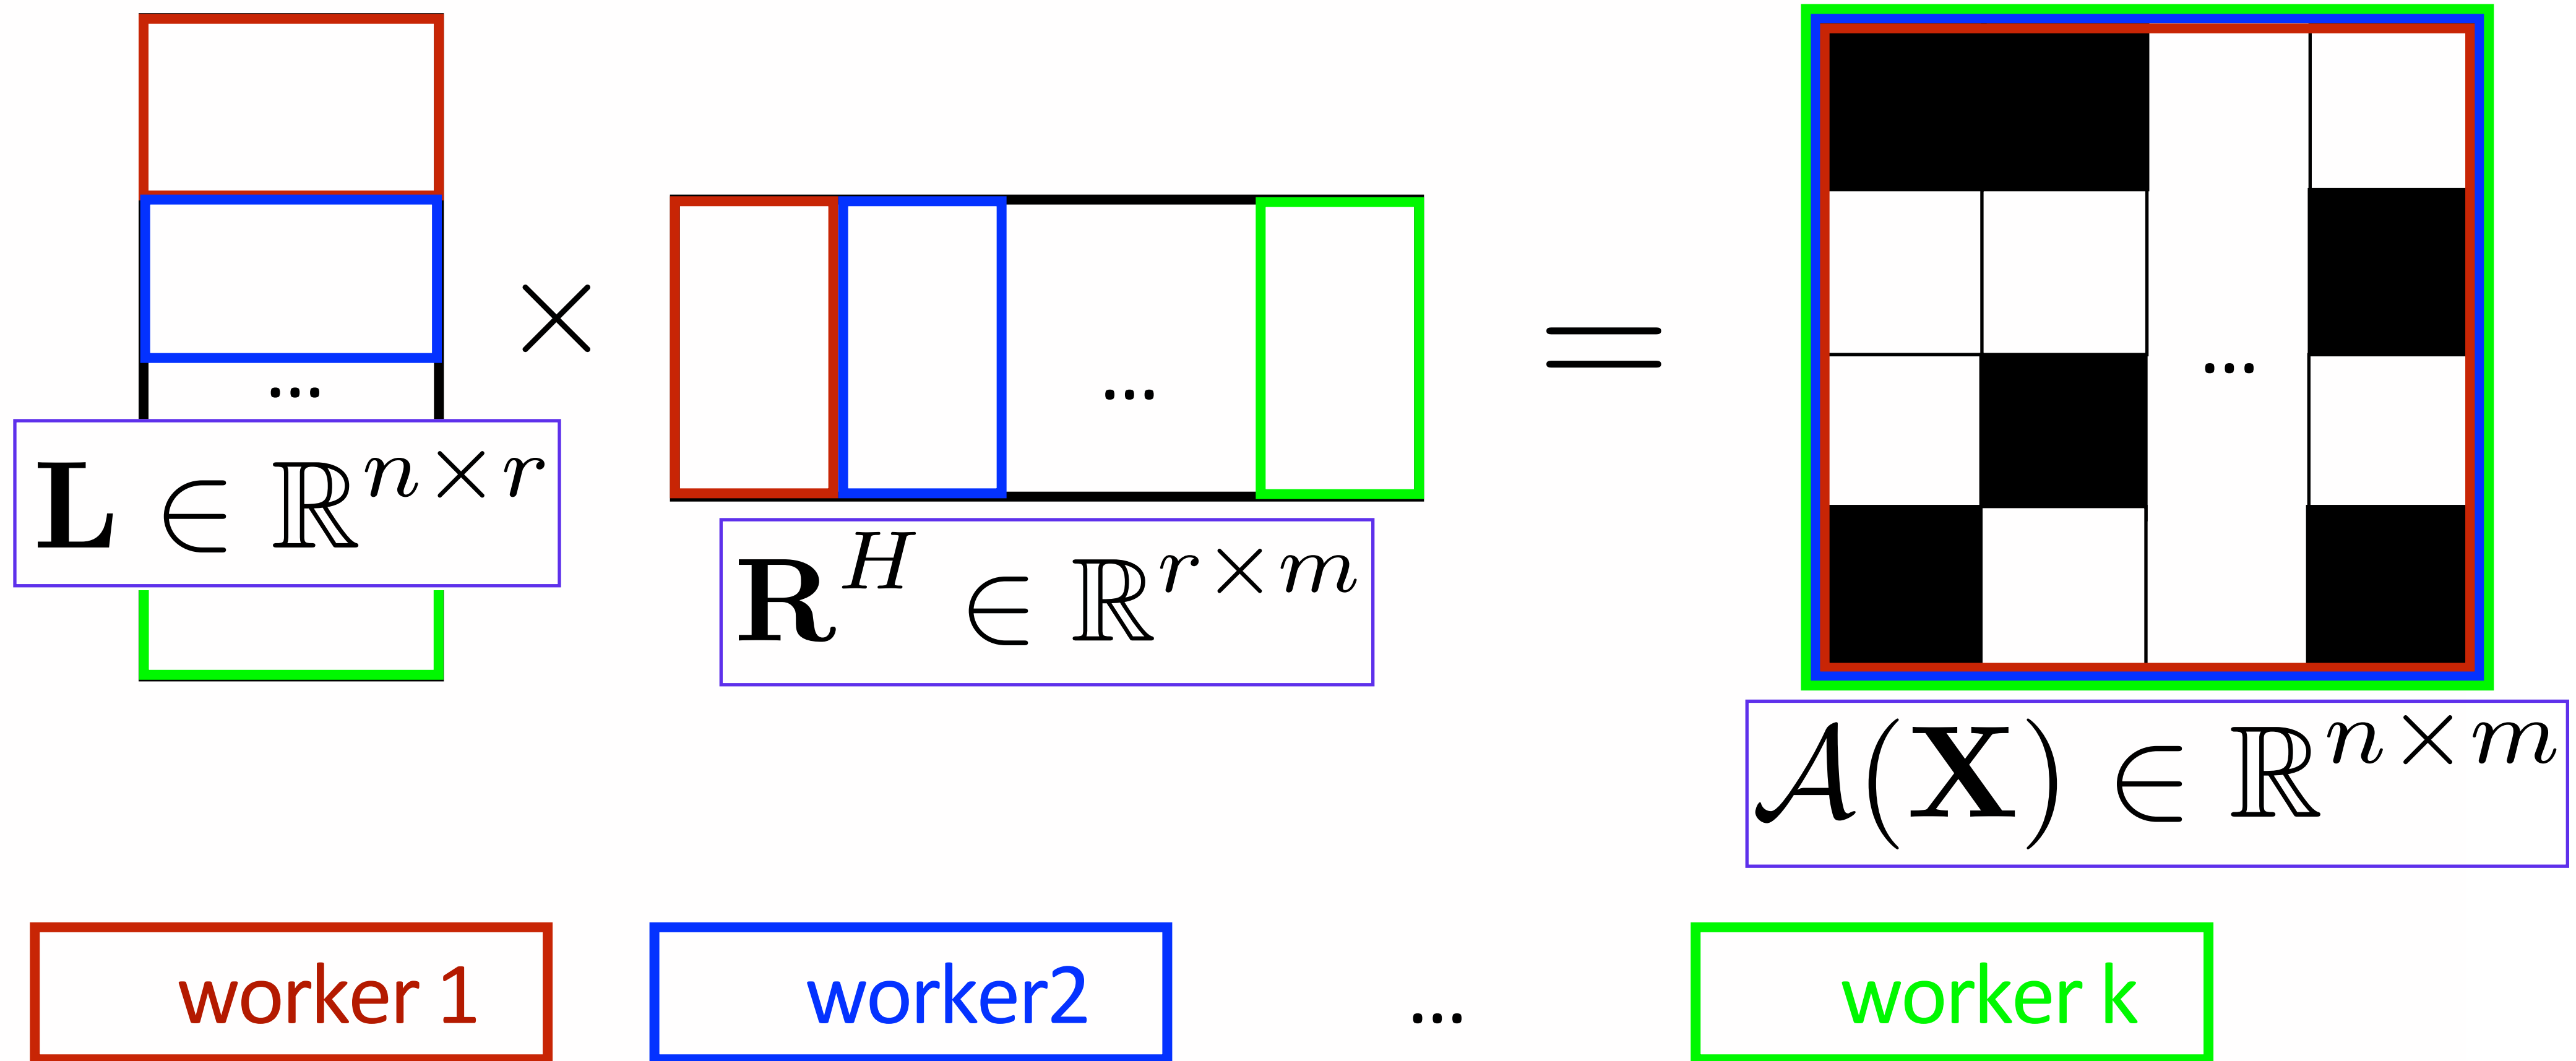 ...
×
...
=
...
L ∈ ℝ^{n×r}
R^H ∈ ℝ^{r×m}
𝒜(X) ∈ ℝ^{n×m}
worker 1
worker2
...
worker k